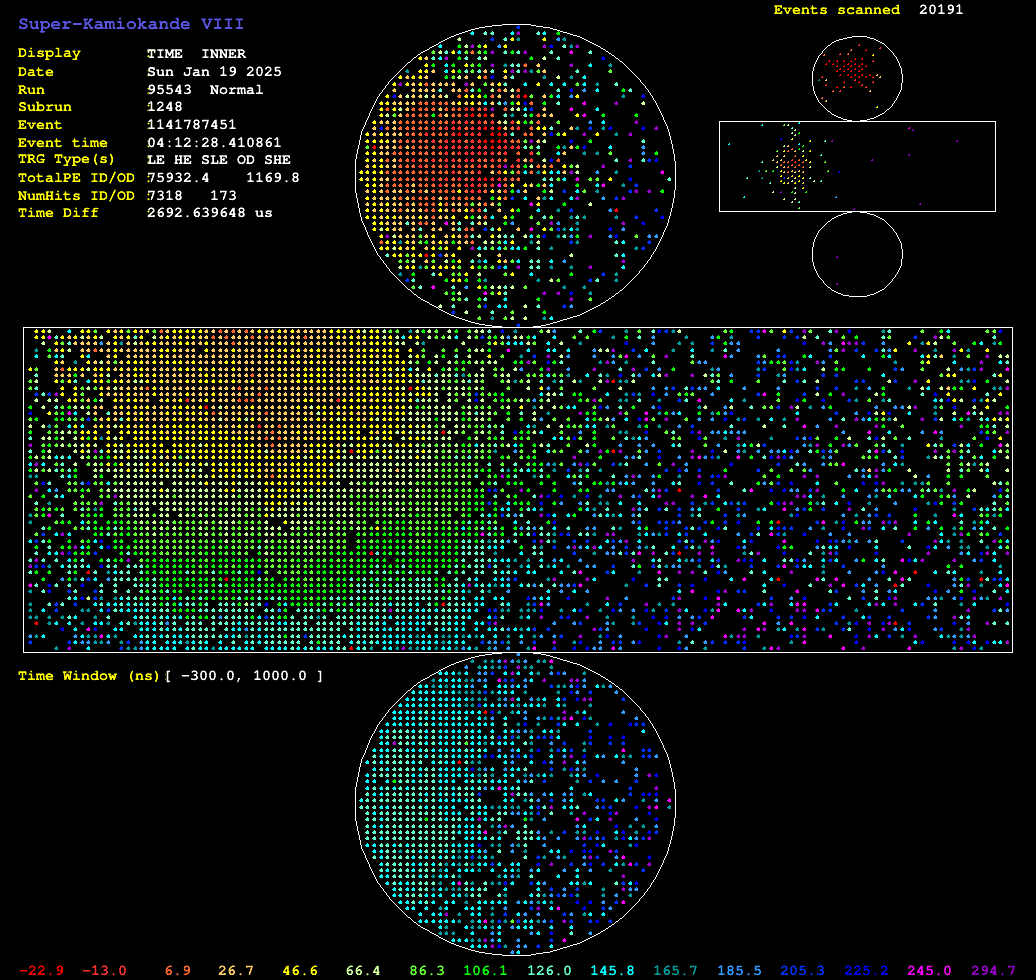 Events scanned 20191
Super-Kamiokande VIII
Display TIME INNER
Date Sun Jan 19 2025
Run 95543 Normal
Subrun 1248
Event 1141787451
Event time 04:12:28.410861
TRG Type(s) LE HE SLE OD SHE
TotalPE ID/OD 75932.4 1169.8
NumHits ID/OD 7318 173
Time Diff 2692.639648 us
Time Window (ns)[ -300.0, 1000.0 ]
-22.9 -13.0 6.9 26.7 46.6 66.4 86.3 106.1 126.0 145.8 165.7 185.5 205.3 225.2 245.0 294.7